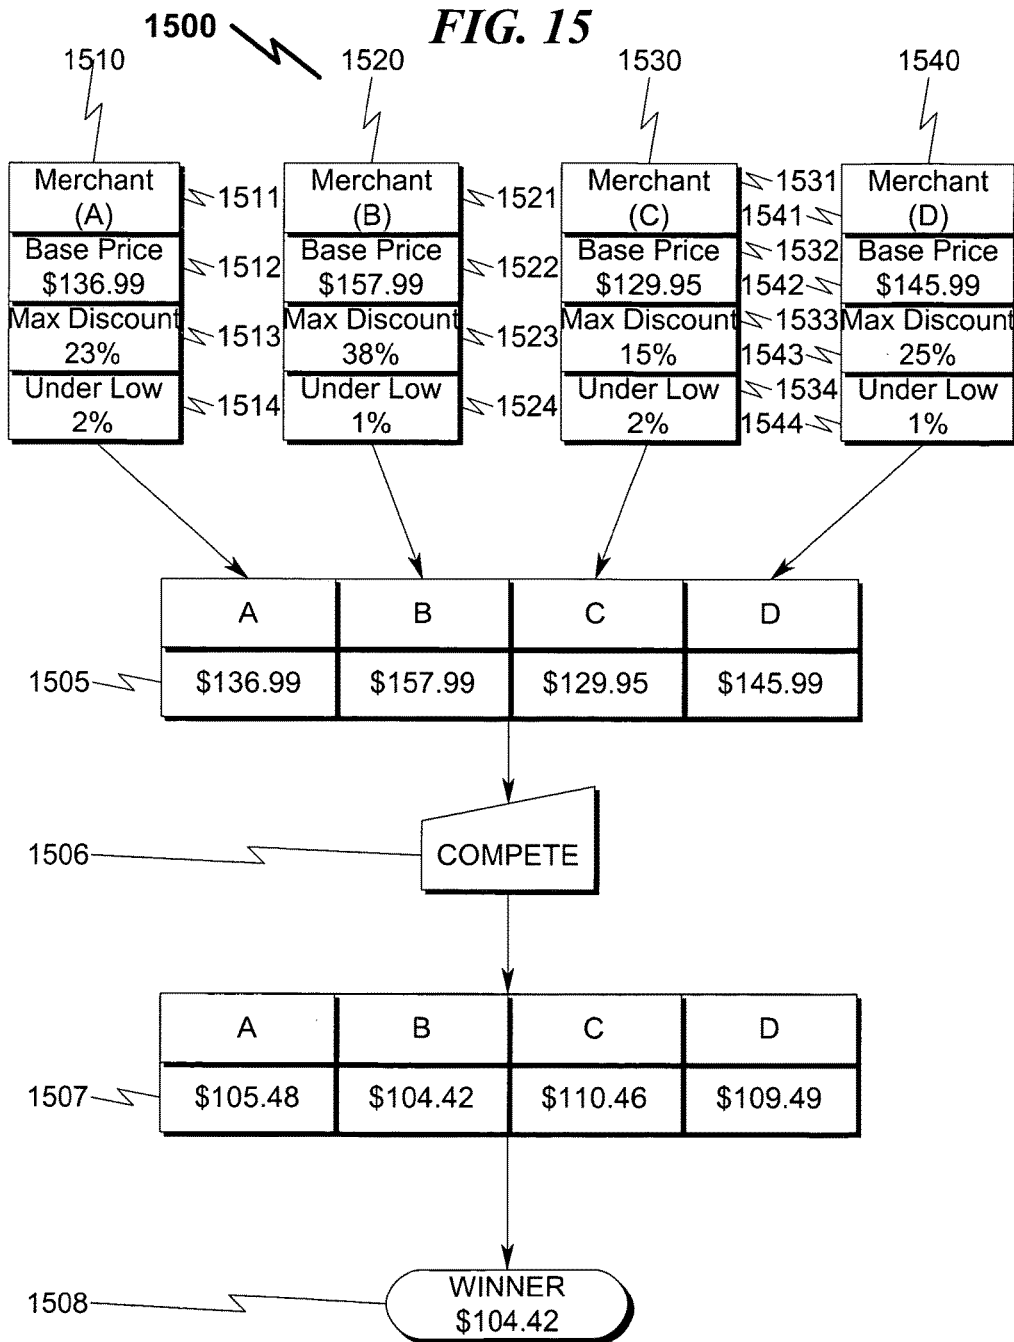 FIG. 15
1500
1510
1520
1530
1540
Merchant
(A)
1511
Base Price
$136.99
1512
Max Discount
23%
1513
Under Low
2%
1514
Merchant
(B)
1521
Base Price
$157.99
1522
Max Discount
38%
1523
Under Low
1%
1524
Merchant
(C)
1531
Base Price
$129.95
1532
Max Discount
15%
1533
Under Low
2%
1534
Merchant
(D)
1541
Base Price
$145.99
1542
Max Discount
25%
1543
Under Low
1%
1544
A B C D
1505 $136.99 $157.99 $129.95 $145.99
1506 COMPETE
A B C D
1507 $105.48 $104.42 $110.46 $109.49
1508
WINNER
$104.42